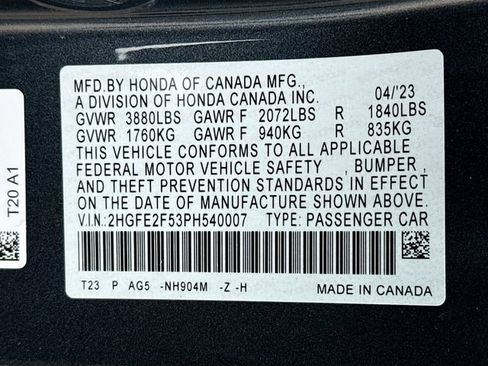 MFD.BY HONDA OF CANADA MFG.,
A DIVISION OF HONDA CANADA INC. 04/'23
GVWR 3880LBS GAWR F 2072LBS R 1840LBS
GVWR 1760KG GAWR F 940KG R 835KG
THIS VEHICLE CONFORMS TO ALL APPLICABLE
FEDERAL MOTOR VEHICLE SAFETY , BUMPER ,
AND THEFT PREVENTION STANDARDS IN EFFECT
ON THE DATE OF MANUFACTURE SHOWN ABOVE.
V.I.N: 2HGFE2F53PH540007 TYPE: PASSENGER CAR
T23 P AG5 -NH904M -Z -H
MADE IN CANADA
T20 A1